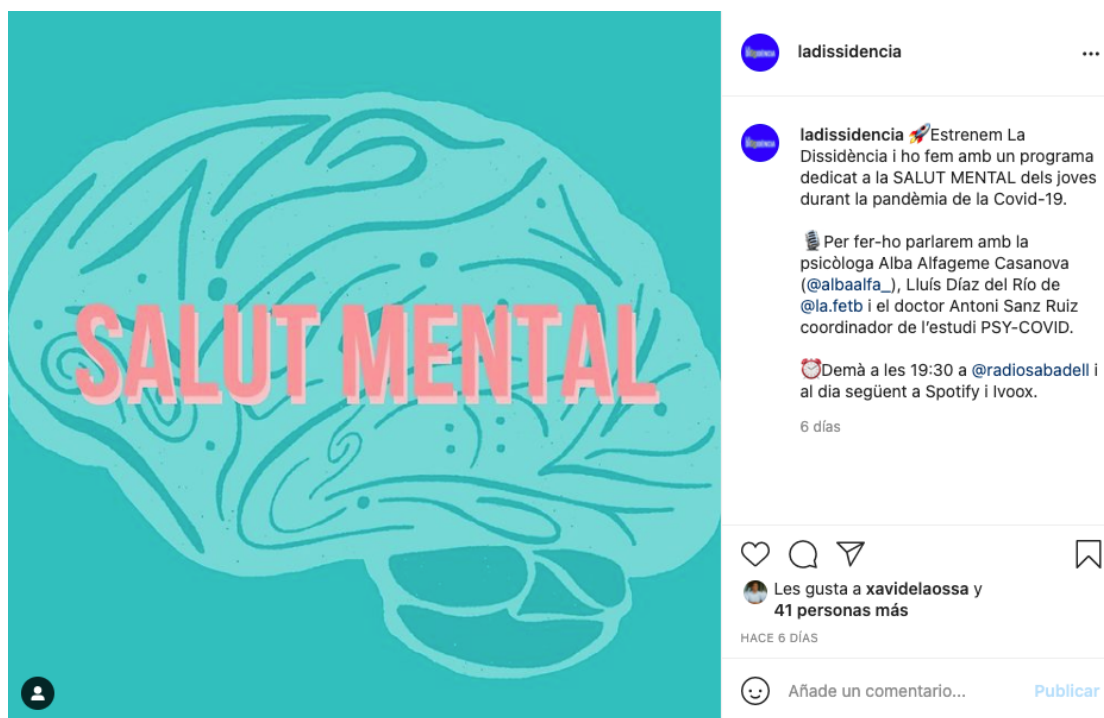 SALUT MENTAL
ladissidencia
ladissidencia 🚀Estrenem La
Dissidència i ho fem amb un programa
dedicat a la SALUT MENTAL dels joves
durant la pandèmia de la Covid-19.
🎙Per fer-ho parlarem amb la
psicòloga Alba Alfageme Casanova
(@albaalfa_), Lluís Díaz del Río de
@la.fetb i el doctor Antoni Sanz Ruiz
coordinador de l'estudi PSY-COVID.
⏰Demà a les 19:30 a @radiosabadell i
al dia següent a Spotify i Ivoox.
6 días
Les gusta a xavidelaossa y
41 personas más
HACE 6 DÍAS
Añade un comentario...
Publicar